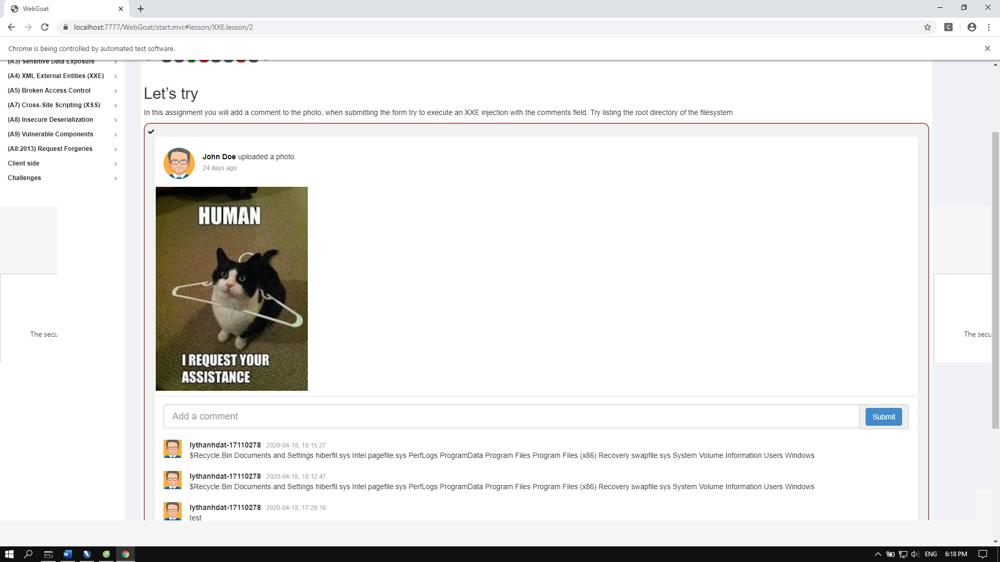 WebGoat
localhost:7777/WebGoat/start.mvc#lesson/XXE.lesson/2
C
Chrome is being controlled by automated test software.
(A3) Sensitive Data Exposure
(A4) XML External Entities (XXE)
(A5) Broken Access Control
(A7) Cross-Site Scripting (XSS)
(A8) Insecure Deserialization
(A9) Vulnerable Components
(A8:2013) Request Forgeries
Client side
Challenges
The secu
Let’s try
In this assignment you will add a comment to the photo, when submitting the form try to execute an XXE injection with the comments field. Try listing the root directory of the filesystem.
John Doe uploaded a photo.
24 days ago
HUMAN
I REQUEST YOUR
ASSISTANCE
Add a comment
Submit
lythanhdat-17110278 2020-04-18, 18:15:27
$Recycle.Bin Documents and Settings hiberfil.sys Intel pagefile.sys PerfLogs ProgramData Program Files Program Files (x86) Recovery swapfile.sys System Volume Information Users Windows
lythanhdat-17110278 2020-04-18, 18:12:47
$Recycle.Bin Documents and Settings hiberfil.sys Intel pagefile.sys PerfLogs ProgramData Program Files Program Files (x86) Recovery swapfile.sys System Volume Information Users Windows
lythanhdat-17110278 2020-04-18, 17:28:16
test
The secu
ENG
6:18 PM